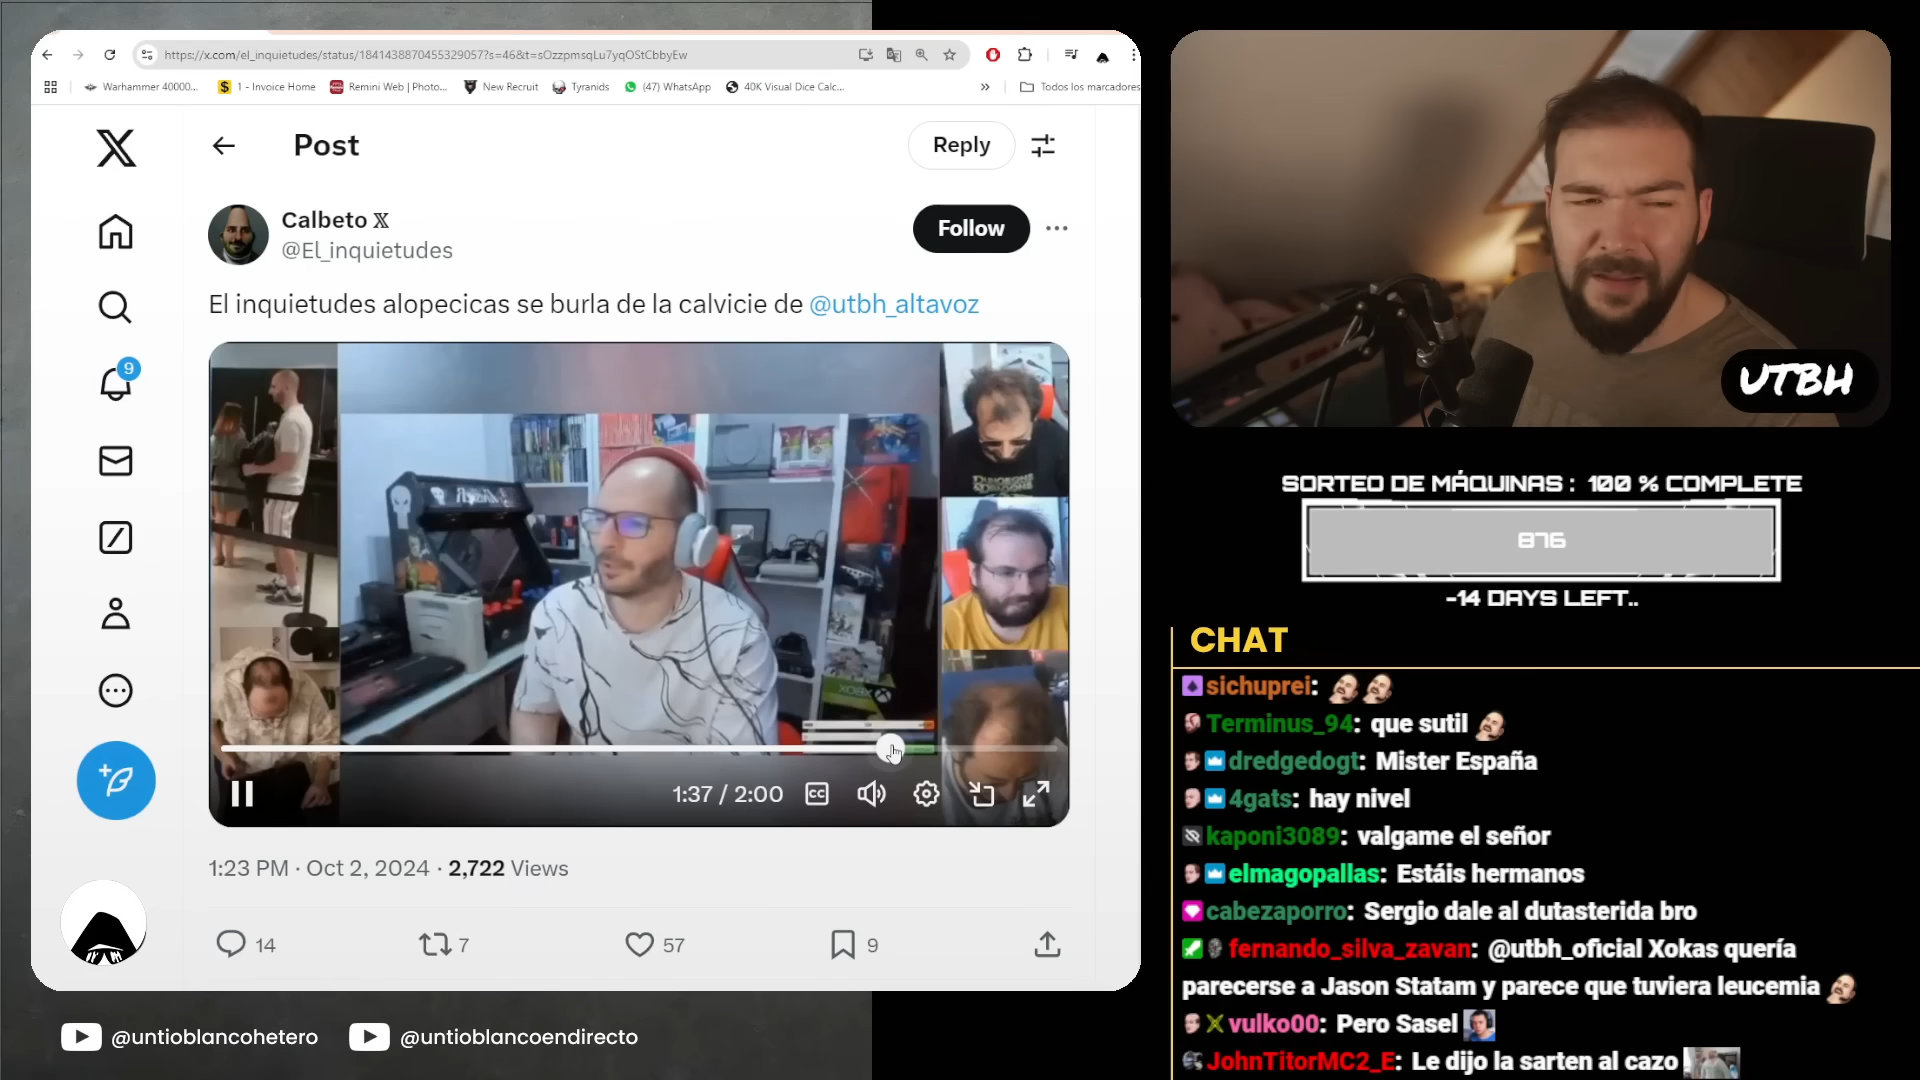 https://x.com/el_inquietudes/status/1841438870455329057?s=46&t=sOzzpmsqLu7yqOStCbbyEw
Warhammer 40000...
1 - Invoice Home
Remini Web | Photo...
New Recruit
Tyranids
(47) WhatsApp
40K Visual Dice Calc...
Todos los marcadores
Post
Reply
Calbeto 𝕏
@El_inquietudes
Follow
El inquietudes alopecicas se burla de la calvicie de @utbh_altavoz
9
XBOX
1:37 / 2:00
CC
1:23 PM · Oct 2, 2024 · 2,722 Views
14
7
57
9
@untioblancohetero
@untioblancoendirecto
UTBH
SORTEO DE MÁQUINAS : 100 % COMPLETE
876
-14 DAYS LEFT..
CHAT
sichuprei:
Terminus_94: que sutil
dredgedogt: Mister España
4gats: hay nivel
kaponi3089: valgame el señor
elmagopallas: Estáis hermanos
cabezaporro: Sergio dale al dutasterida bro
fernando_silva_zavan: @utbh_oficial Xokas quería
parecerse a Jason Statam y parece que tuviera leucemia
vulko00: Pero Sasel
JohnTitorMC2_E: Le dijo la sarten al cazo